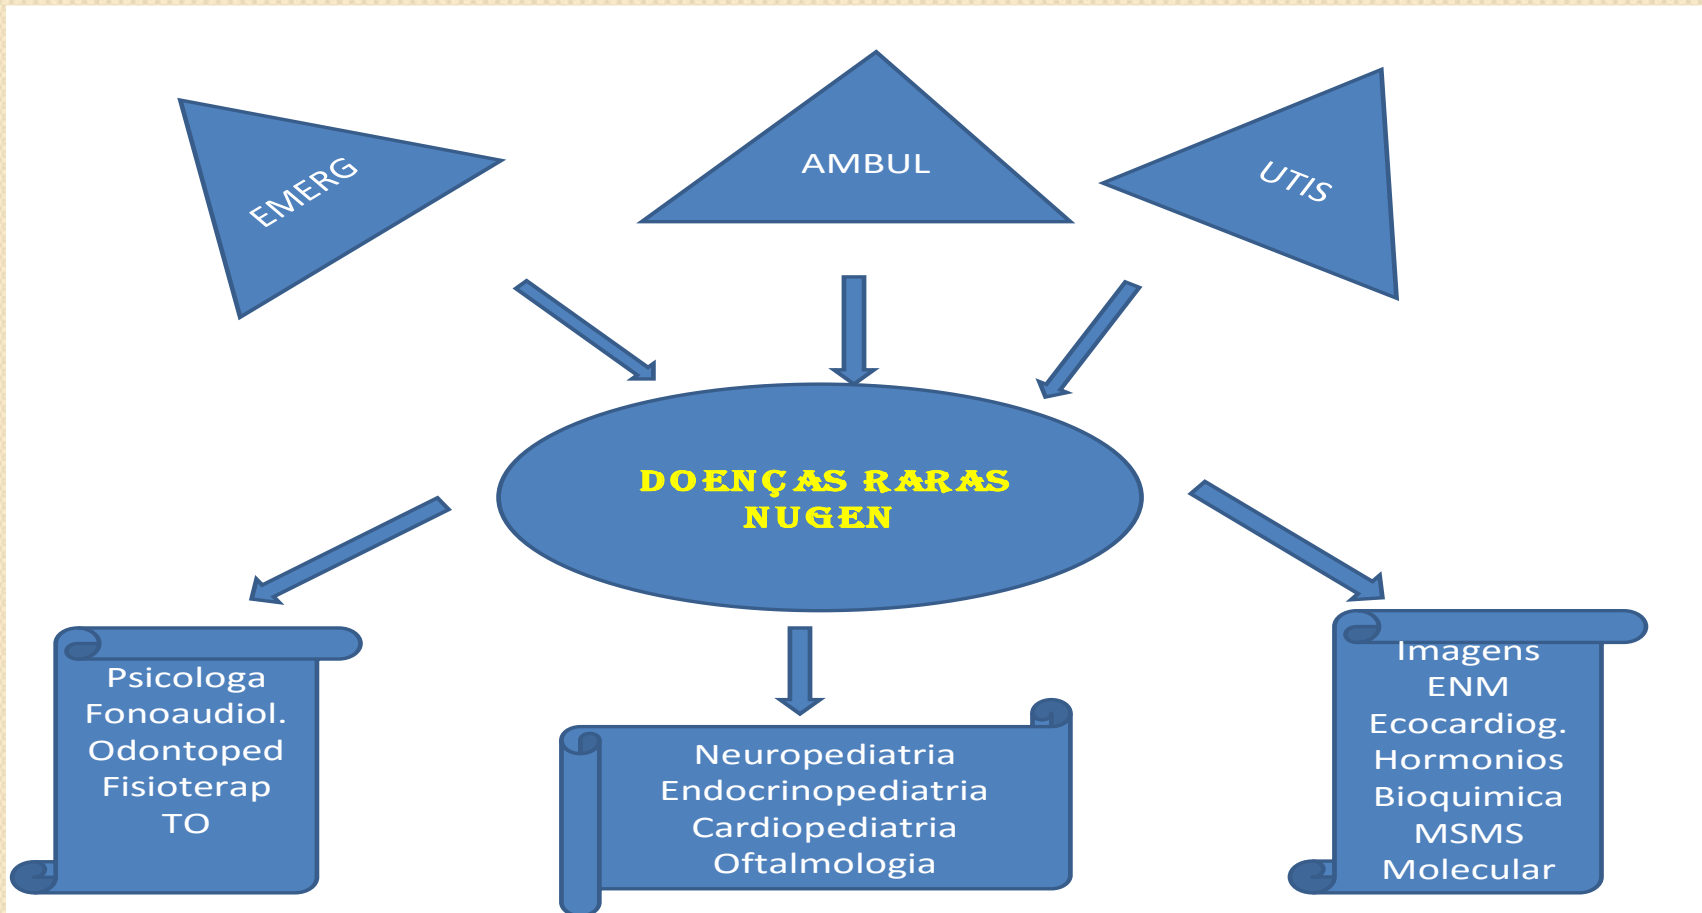 EMERG
AMBUL
UTIS
DOENÇAS RARAS
NUGEN
Psicologa
Fonoaudiol.
Odontoped
Fisioterap
TO
Neuropediatria
Endocrinopediatria
Cardiopediatria
Oftalmologia
Imagens
ENM
Ecocardiog.
Hormonios
Bioquimica
MSMS
Molecular